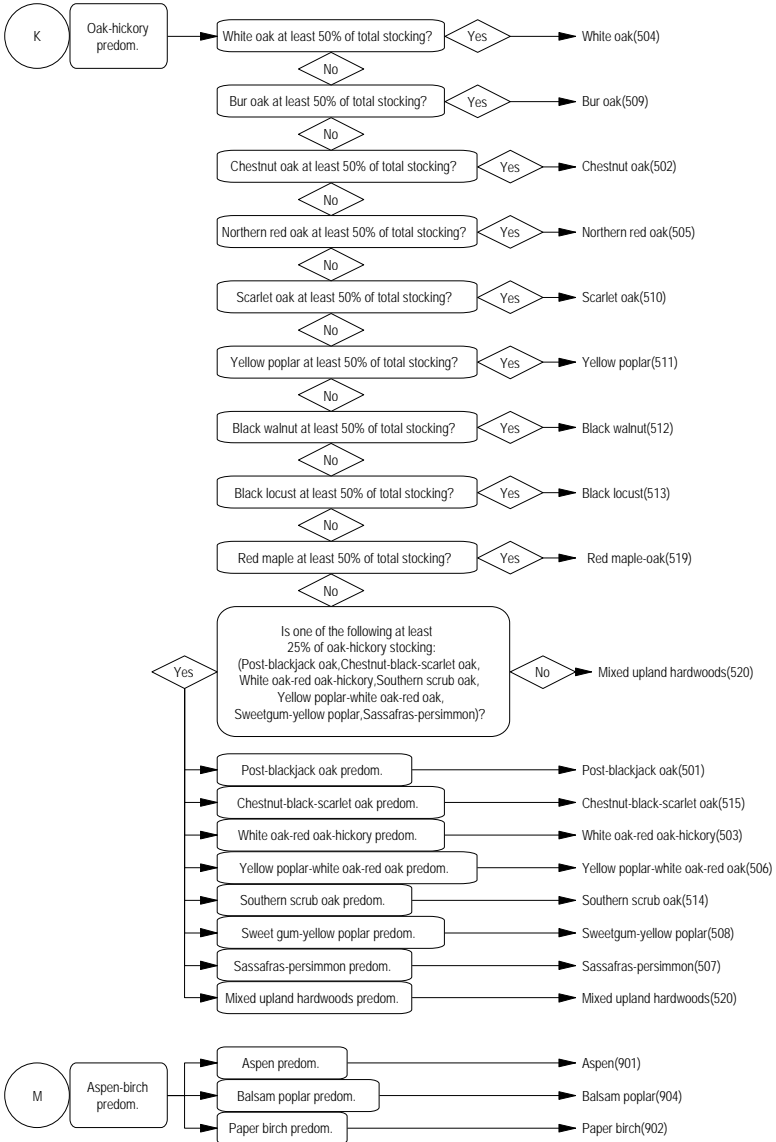 K
Oak-hickory
predom.
White oak at least 50% of total stocking?
Yes
White oak(504)
No
Bur oak at least 50% of total stocking?
Yes
Bur oak(509)
No
Chestnut oak at least 50% of total stocking?
Yes
Chestnut oak(502)
No
Northern red oak at least 50% of total stocking?
Yes
Northern red oak(505)
No
Scarlet oak at least 50% of total stocking?
Yes
Scarlet oak(510)
No
Yellow poplar at least 50% of total stocking?
Yes
Yellow poplar(511)
No
Black walnut at least 50% of total stocking?
Yes
Black walnut(512)
No
Black locust at least 50% of total stocking?
Yes
Black locust(513)
No
Red maple at least 50% of total stocking?
Yes
Red maple-oak(519)
No
Is one of the following at least
25% of oak-hickory stocking:
(Post-blackjack oak,Chestnut-black-scarlet oak,
White oak-red oak-hickory,Southern scrub oak,
Yellow poplar-white oak-red oak,
Sweetgum-yellow poplar,Sassafras-persimmon)?
Yes
No
Mixed upland hardwoods(520)
Post-blackjack oak predom.
Post-blackjack oak(501)
Chestnut-black-scarlet oak predom.
Chestnut-black-scarlet oak(515)
White oak-red oak-hickory predom.
White oak-red oak-hickory(503)
Yellow poplar-white oak-red oak predom.
Yellow poplar-white oak-red oak(506)
Southern scrub oak predom.
Southern scrub oak(514)
Sweet gum-yellow poplar predom.
Sweetgum-yellow poplar(508)
Sassafras-persimmon predom.
Sassafras-persimmon(507)
Mixed upland hardwoods predom.
Mixed upland hardwoods(520)
M
Aspen-birch
predom.
Aspen predom.
Aspen(901)
Balsam poplar predom.
Balsam poplar(904)
Paper birch predom.
Paper birch(902)